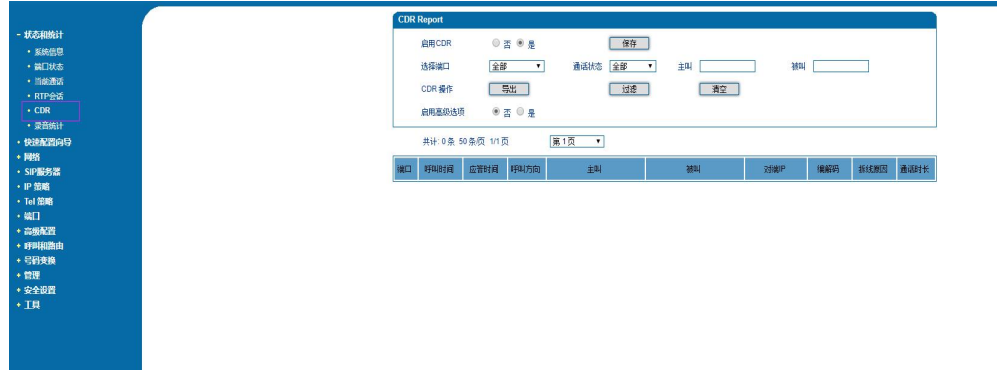 - 状态和统计
• 系统信息
• 端口状态
• 当前通话
• RTP会话
• CDR
• 录音统计
• 快速配置向导
+ 网络
• SIP服务器
• IP 策略
• Tel 策略
• 端口
+ 高级配置
+ 呼叫和路由
+ 号码变换
+ 管理
+ 安全设置
+ 工具
CDR Report
启用CDR 否 是 保存
选择端口 全部 通话状态 全部 主叫 被叫
CDR 操作 导出 过滤 清空
启用高级选项 否 是
共计: 0 条 50 条/页 1/1 页 第 1 页
端口 呼叫时间 应答时间 呼叫方向 主叫 被叫 对端IP 编解码 拆线原因 通话时长